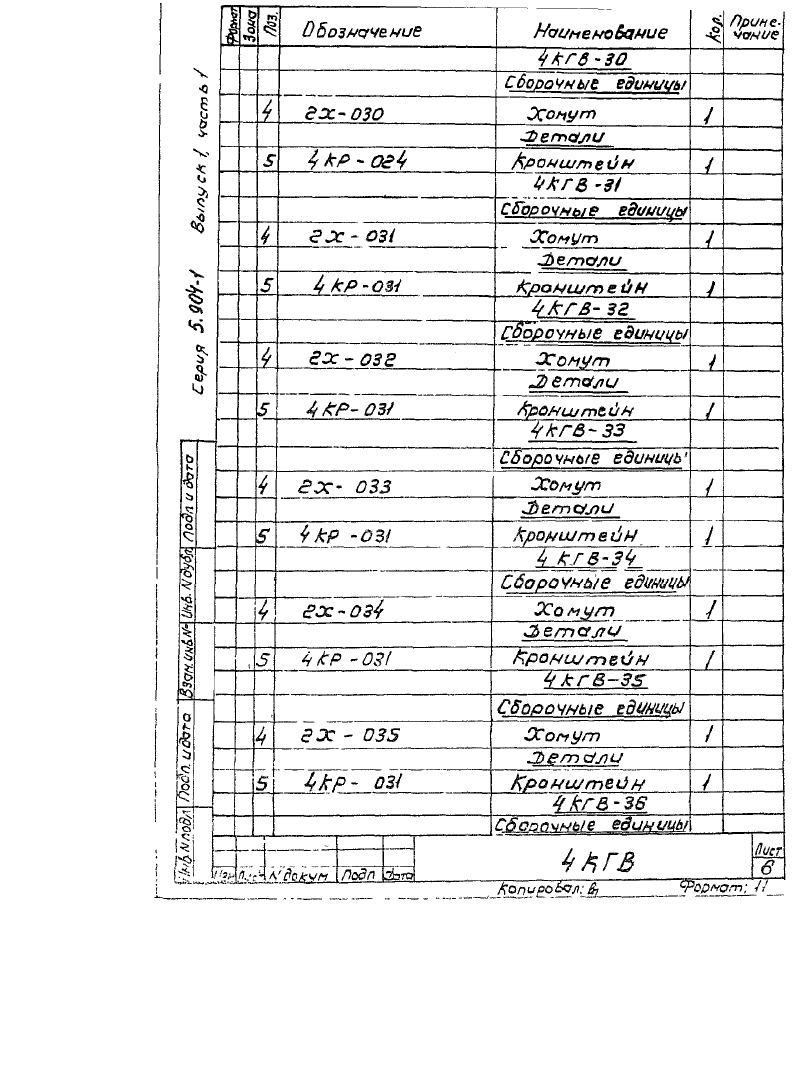 Формат Зона Поз. Обозначение Наименование Кол. Приме-
чание
4КГВ-30
Сборочные единицы
4 2Х-030 Хомут 1
Детали
5 4КР-024 Кронштейн 1
4КГВ-31
Сборочные единицы
4 2Х-031 Хомут 1
Детали
5 4КР-031 Кронштейн 1
4КГВ-32
Сборочные единицы
4 2Х-032 Хомут 1
Детали
5 4КР-031 Кронштейн 1
4КГВ-33
Сборочные единицы
4 2Х-033 Хомут 1
Детали
5 4КР-031 Кронштейн 1
4КГВ-34
Сборочные единицы
4 2Х-034 Хомут 1
Детали
5 4КР-031 Кронштейн 1
4КГВ-35
Сборочные единицы
4 2Х-035 Хомут 1
Детали
5 4КР-031 Кронштейн 1
4КГВ-36
Сборочные единицы
Изм Лист № докум Подп Дата
4КГВ
Лист
6
Копировал: Формат: 11
Серия 5.904-1 Выпуск 1, часть 1
Инв.№подл Подп. и дата Взам.инв№ Инв.№дубл Подп и дата